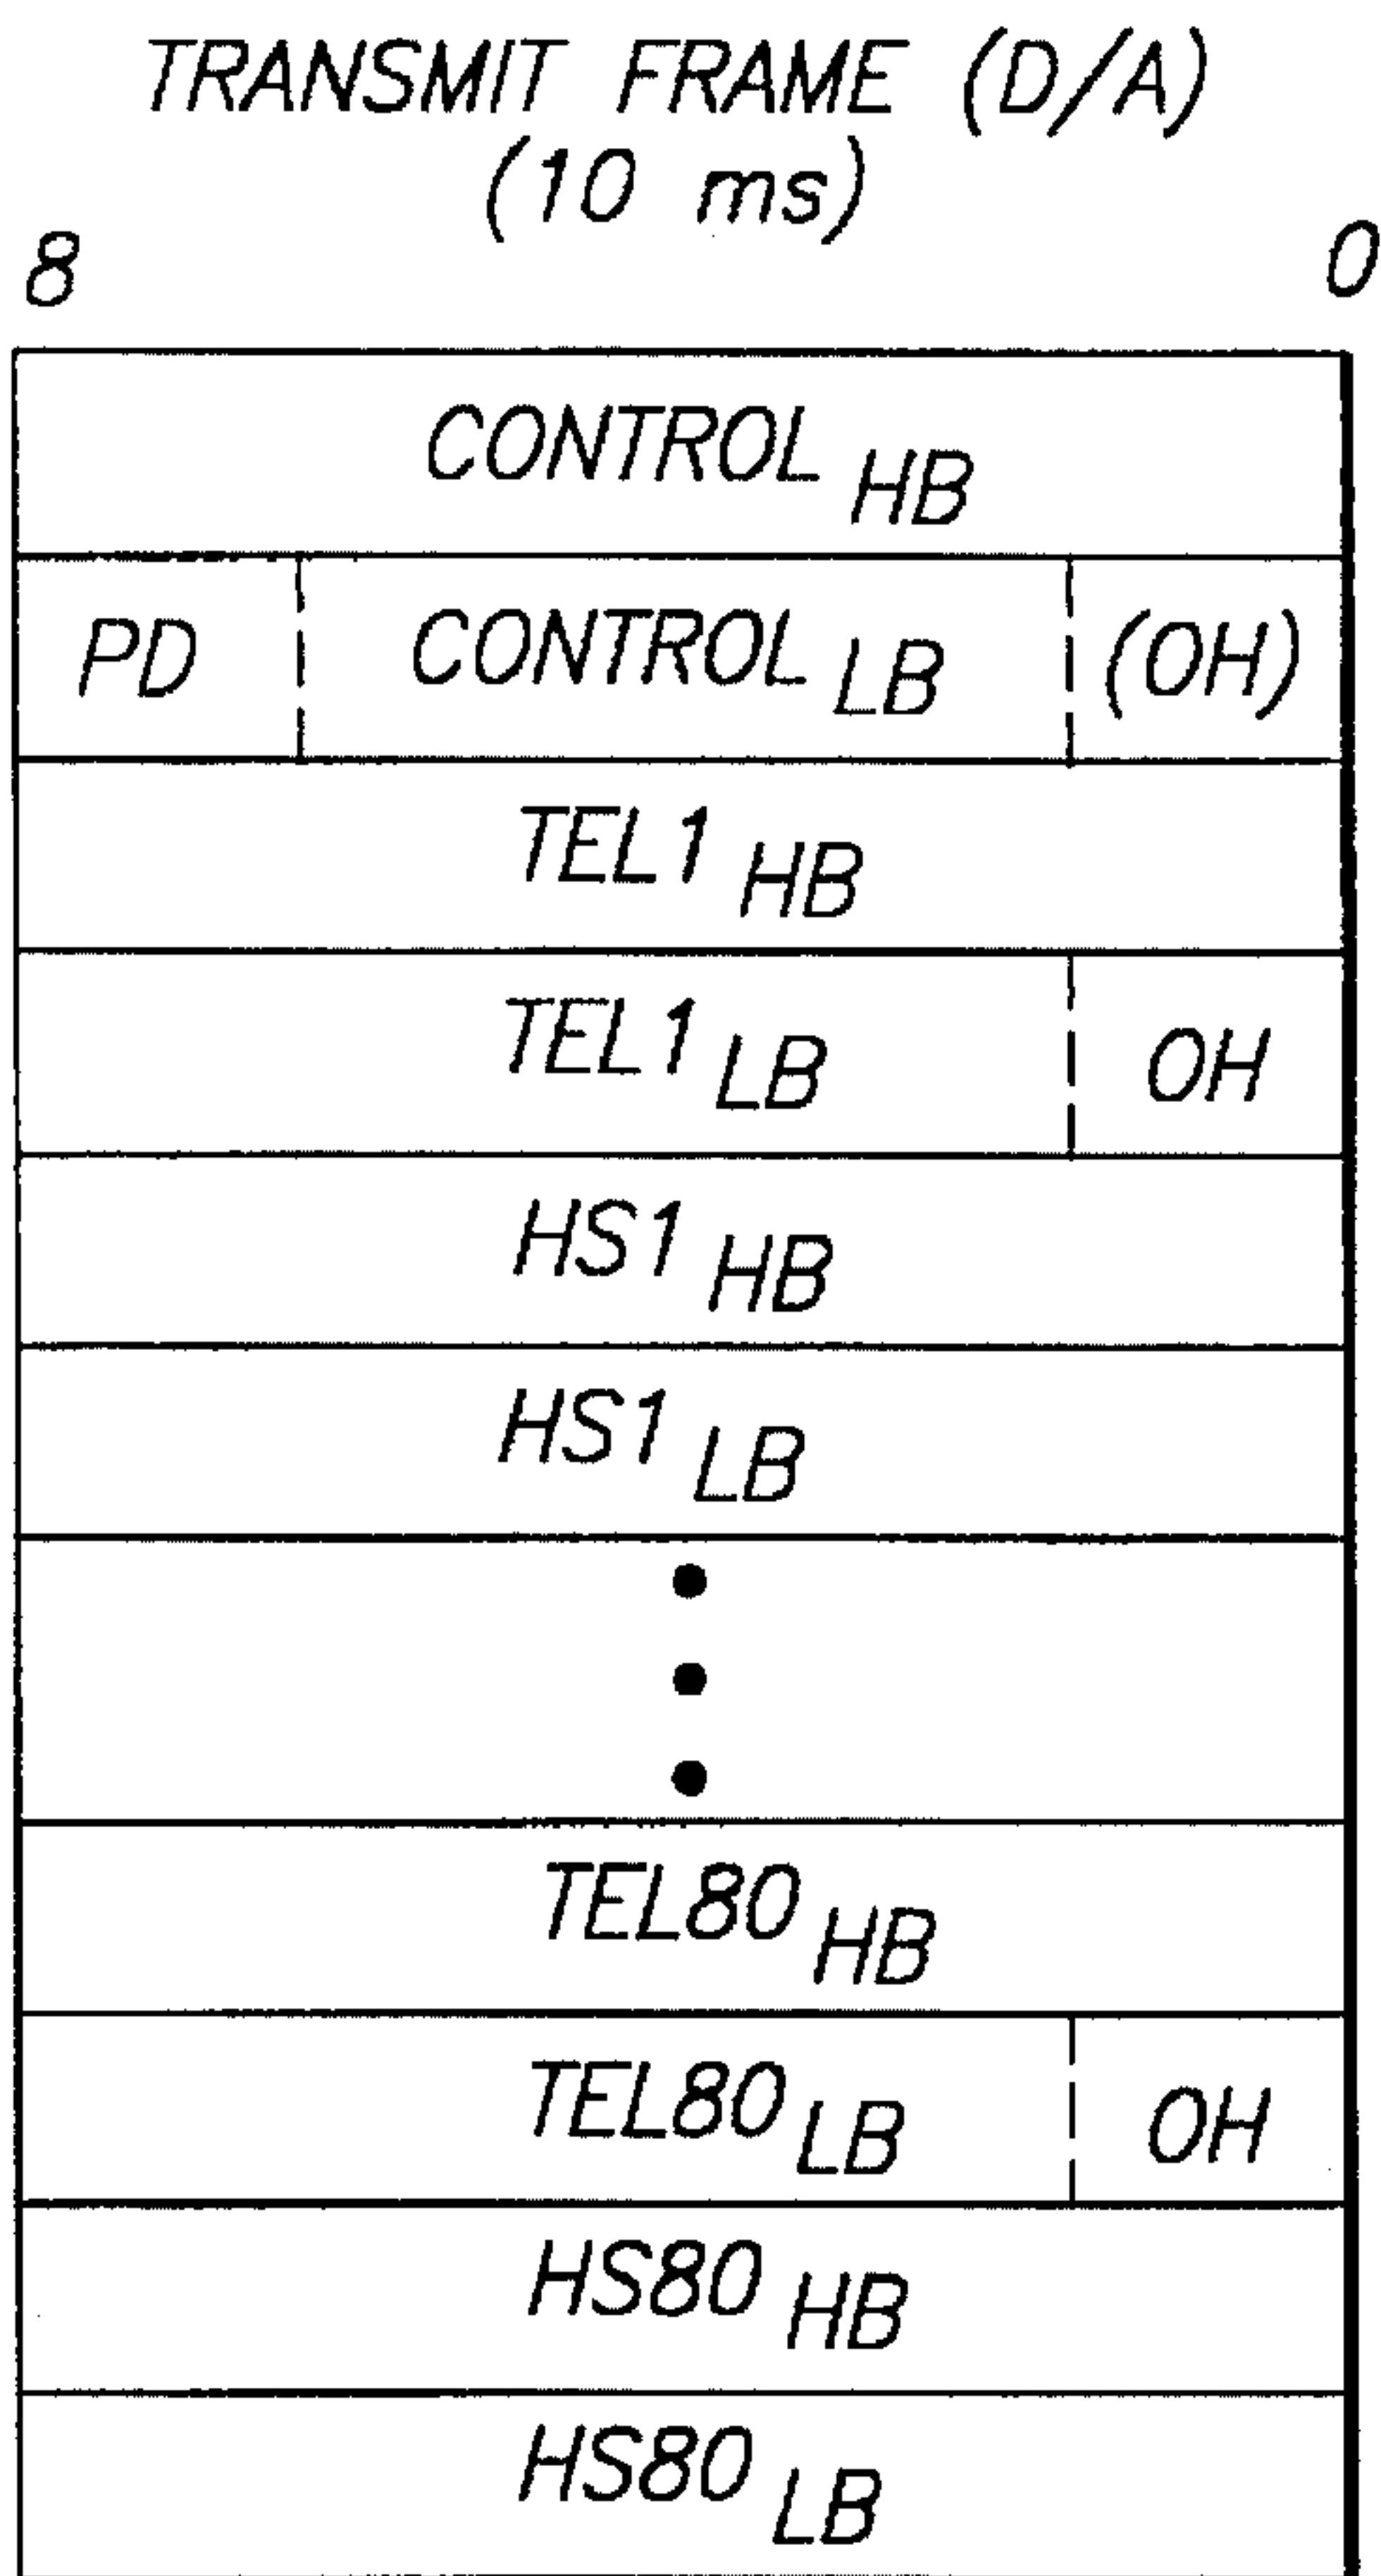 TRANSMIT FRAME (D/A)
(10 ms)
8 0
CONTROL HB
PD CONTROL LB (OH)
TEL1 HB
TEL1 LB OH
HS1 HB
HS1 LB
TEL80 HB
TEL80 LB OH
HS80 HB
HS80 LB